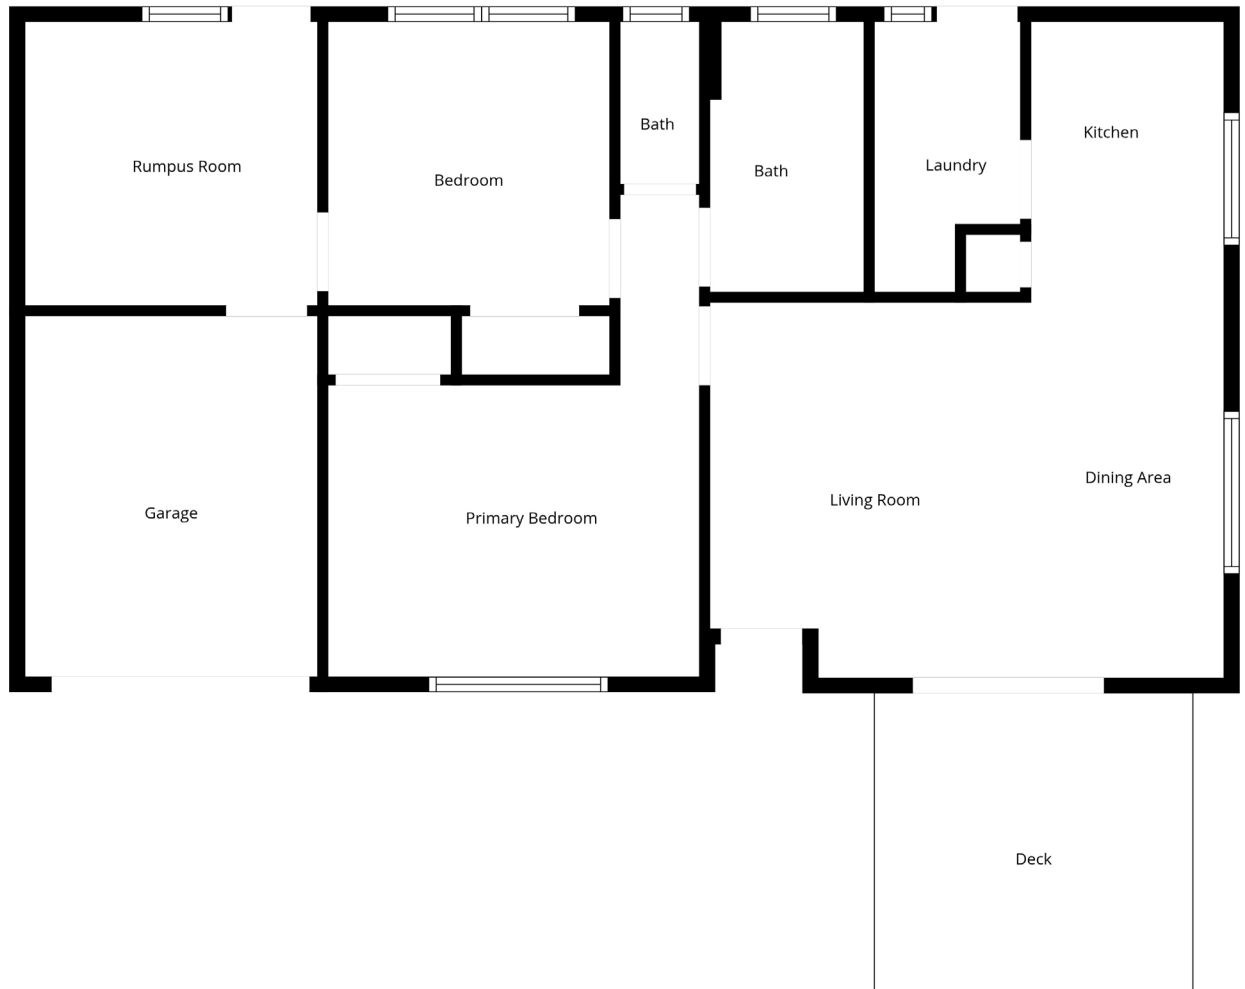 Bath
Kitchen
Rumpus Room
Bedroom
Bath
Laundry
Garage
Primary Bedroom
Living Room
Dining Area
Deck